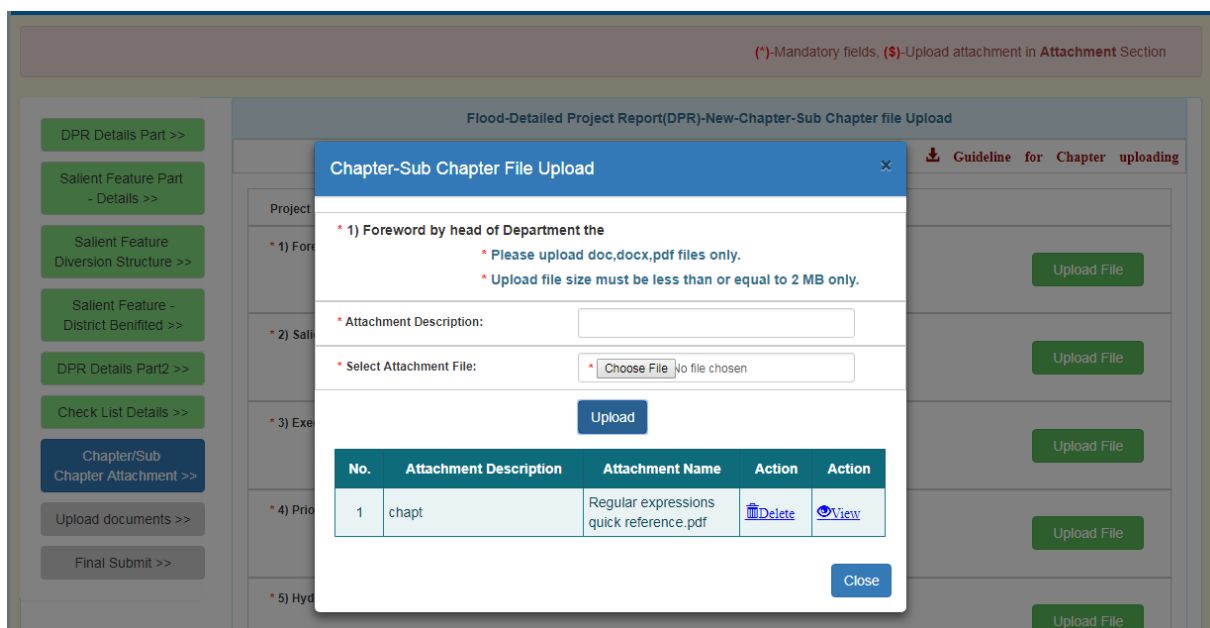 (*)-Mandatory fields, ($)-Upload attachment in Attachment Section
DPR Details Part >>
Salient Feature Part
- Details >>
Salient Feature
Diversion Structure >>
Salient Feature -
District Benifited >>
DPR Details Part2 >>
Check List Details >>
Chapter/Sub
Chapter Attachment >>
Upload documents >>
Final Submit >>
Flood-Detailed Project Report(DPR)-New-Chapter-Sub Chapter file Upload
Guideline for Chapter uploading
Project
* 1) Fore
Upload File
* 2) Sali
Upload File
* 3) Exe
Upload File
* 4) Prio
Upload File
* 5) Hyd
Upload File
Chapter-Sub Chapter File Upload ×
* 1) Foreword by head of Department the
* Please upload doc,docx,pdf files only.
* Upload file size must be less than or equal to 2 MB only.
* Attachment Description:
* Select Attachment File: * Choose File No file chosen
Upload
No. Attachment Description Attachment Name Action Action
1 chapt Regular expressions quick reference.pdf Delete View
Close